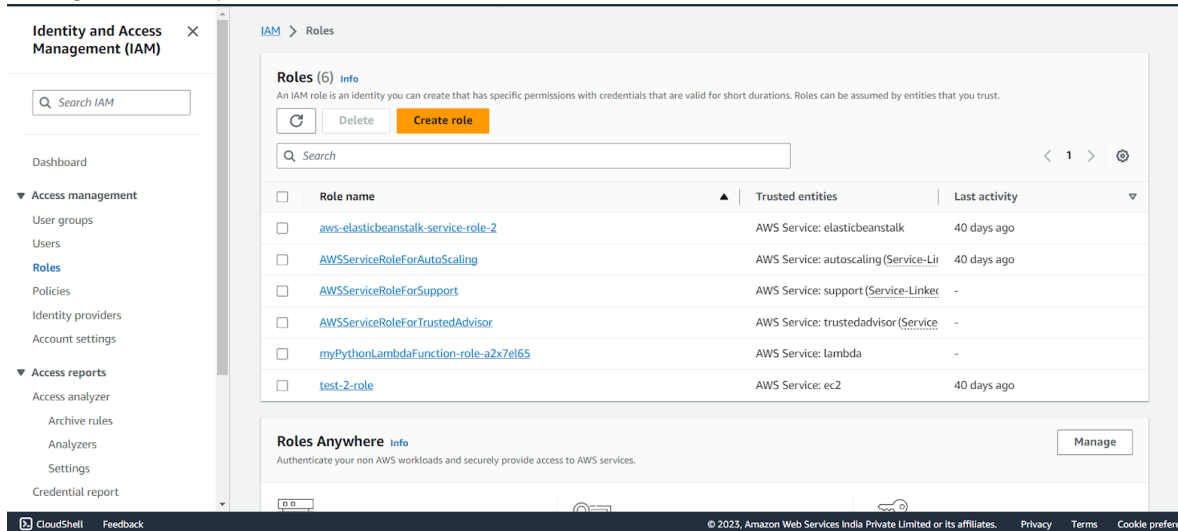 Identity and Access
Management (IAM)
Search IAM
Dashboard
Access management
User groups
Users
Roles
Policies
Identity providers
Account settings
Access reports
Access analyzer
Archive rules
Analyzers
Settings
Credential report
IAM > Roles
Roles (6) Info
An IAM role is an identity you can create that has specific permissions with credentials that are valid for short durations. Roles can be assumed by entities that you trust.
Delete Create role
Search
1
Role name Trusted entities Last activity
aws-elasticbeanstalk-service-role-2 AWS Service: elasticbeanstalk 40 days ago
AWSServiceRoleForAutoScaling AWS Service: autoscaling (Service-Lir 40 days ago
AWSServiceRoleForSupport AWS Service: support (Service-Linkec -
AWSServiceRoleForTrustedAdvisor AWS Service: trustedadvisor (Service -
myPythonLambdaFunction-role-a2x7el65 AWS Service: lambda -
test-2-role AWS Service: ec2 40 days ago
Roles Anywhere Info
Authenticate your non AWS workloads and securely provide access to AWS services.
Manage
CloudShell Feedback © 2023, Amazon Web Services India Private Limited or its affiliates. Privacy Terms Cookie prefere